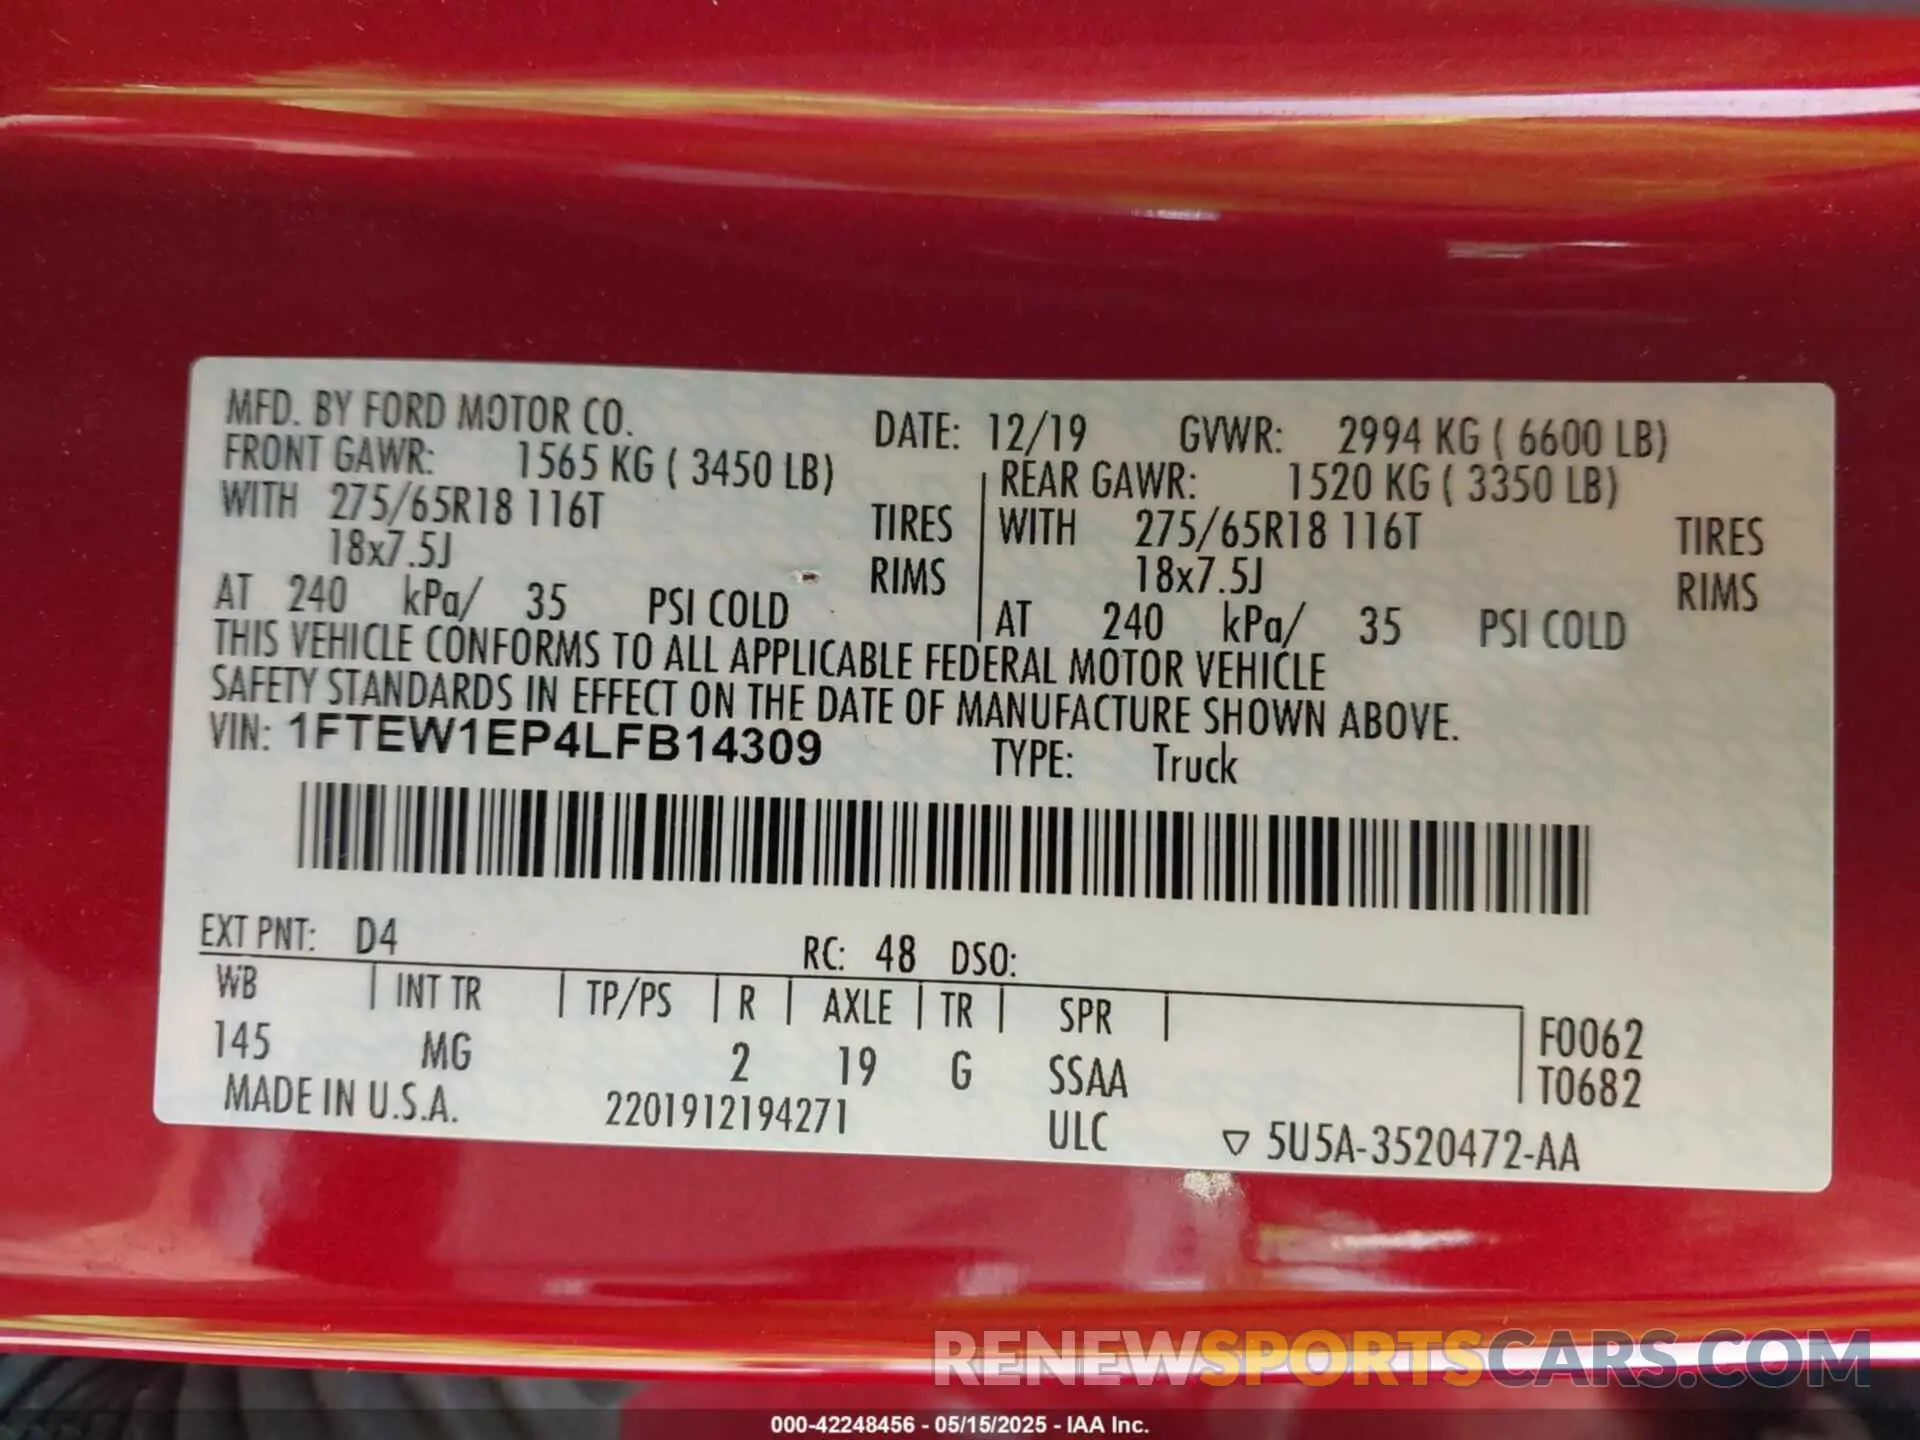 MFD. BY FORD MOTOR CO. DATE: 12/19 GVWR: 2994 KG ( 6600 LB)
FRONT GAWR: 1565 KG ( 3450 LB) REAR GAWR: 1520 KG ( 3350 LB)
WITH 275/65R18 116T TIRES WITH 275/65R18 116T TIRES
18x7.5J RIMS 18x7.5J RIMS
AT 240 kPa/ 35 PSI COLD AT 240 kPa/ 35 PSI COLD
THIS VEHICLE CONFORMS TO ALL APPLICABLE FEDERAL MOTOR VEHICLE
SAFETY STANDARDS IN EFFECT ON THE DATE OF MANUFACTURE SHOWN ABOVE.
VIN: 1FTEW1EP4LFB14309 TYPE: Truck
EXT PNT: D4 RC: 48 DSO:
WB INT TR TP/PS R AXLE TR SPR F0062
145 MG 2 19 G SSAA T0682
MADE IN U.S.A. 2201912194271 ULC ▽ 5U5A-3520472-AA
RENEWSPORTSCARS.COM
000-42248456 - 05/15/2025 - IAA Inc.